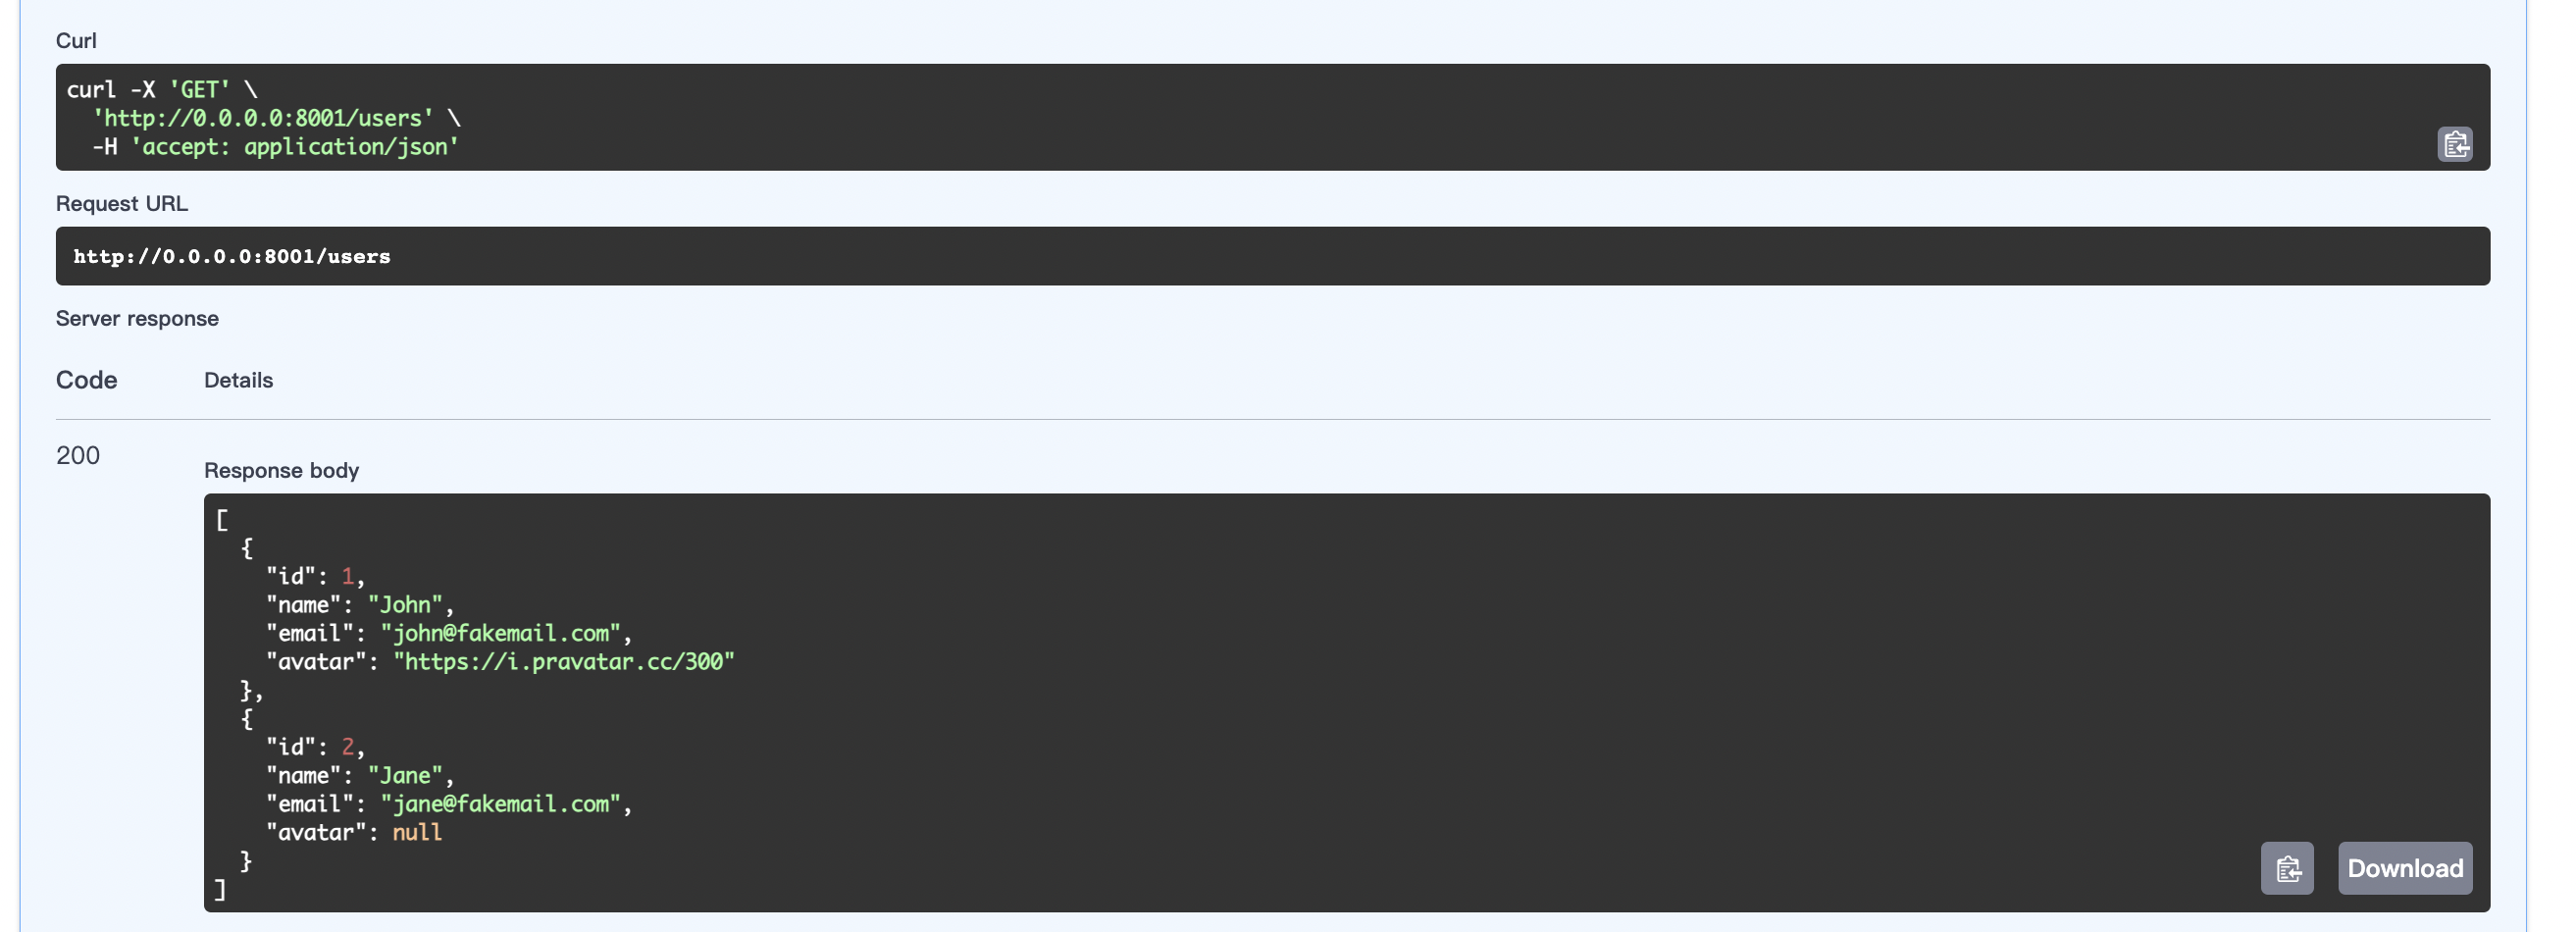 Curl
curl -X 'GET' \
  'http://0.0.0.0:8001/users' \
  -H 'accept: application/json'
Request URL
http://0.0.0.0:8001/users
Server response
Code Details
200
Response body
[
  {
    "id": 1,
    "name": "John",
    "email": "john@fakemail.com",
    "avatar": "https://i.pravatar.cc/300"
  },
  {
    "id": 2,
    "name": "Jane",
    "email": "jane@fakemail.com",
    "avatar": null
  }
]
Download